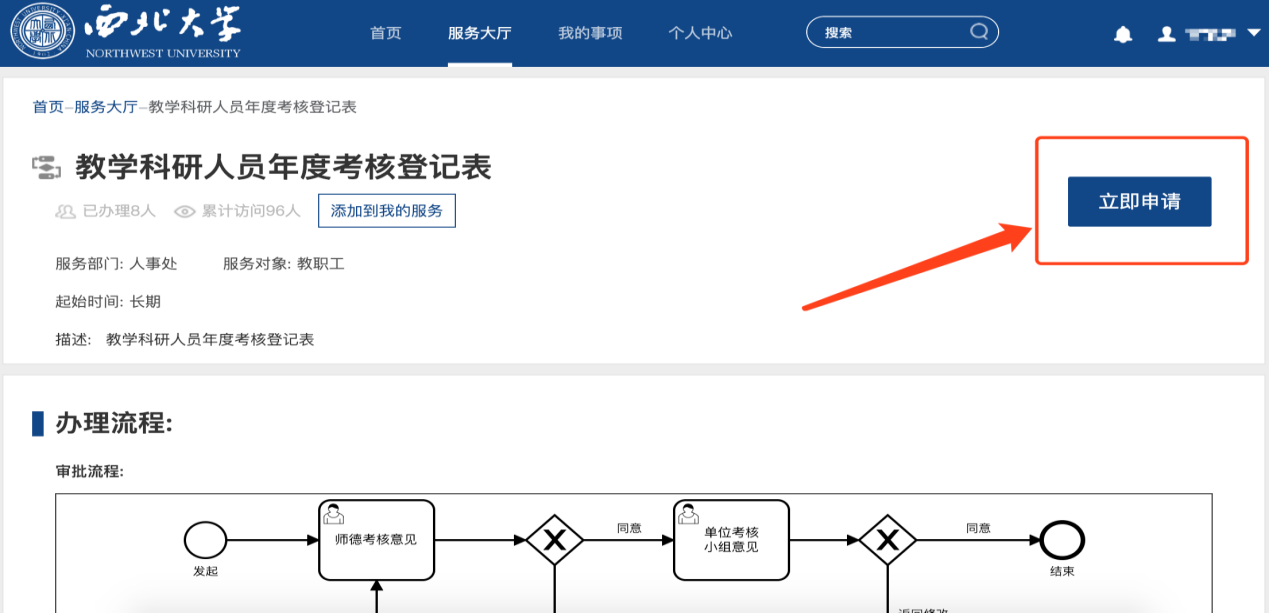 西北大学
NORTHWEST UNIVERSITY
首页 服务大厅 我的事项 个人中心 搜索
首页-服务大厅-教学科研人员年度考核登记表
教学科研人员年度考核登记表
已办理8人 累计访问96人 添加到我的服务
立即申请
服务部门: 人事处 服务对象: 教职工
起始时间: 长期
描述: 教学科研人员年度考核登记表
办理流程:
审批流程:
发起
师德考核意见
同意
单位考核
小组意见
同意
结束